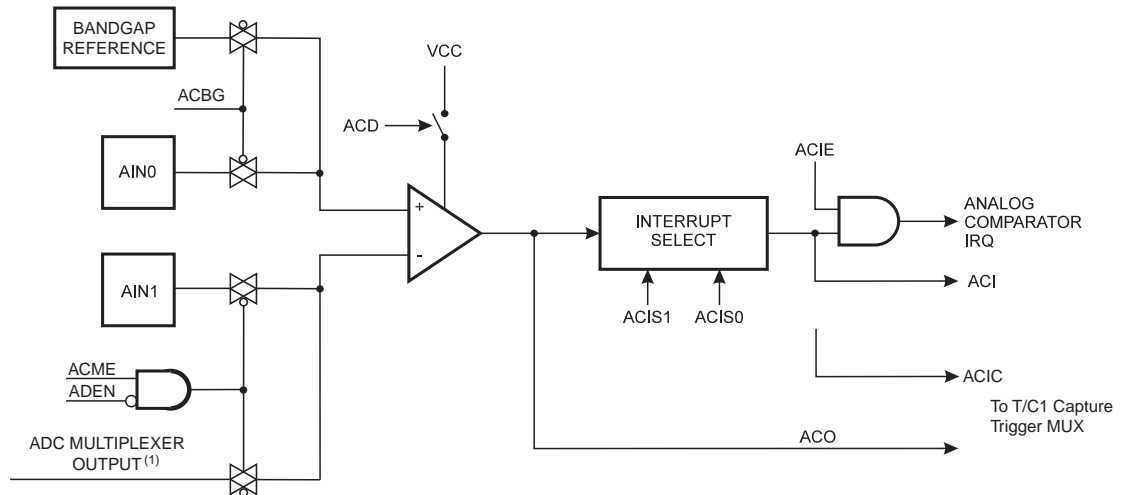 BANDGAP
REFERENCE
VCC
ACBG
ACD
AIN0
ACIE
+
-
INTERRUPT
SELECT
ANALOG
COMPARATOR
IRQ
AIN1
ACI
ACIS1
ACIS0
ACME
ADEN
ACIC
To T/C1 Capture
Trigger MUX
ACO
ADC MULTIPLEXER
OUTPUT (1)